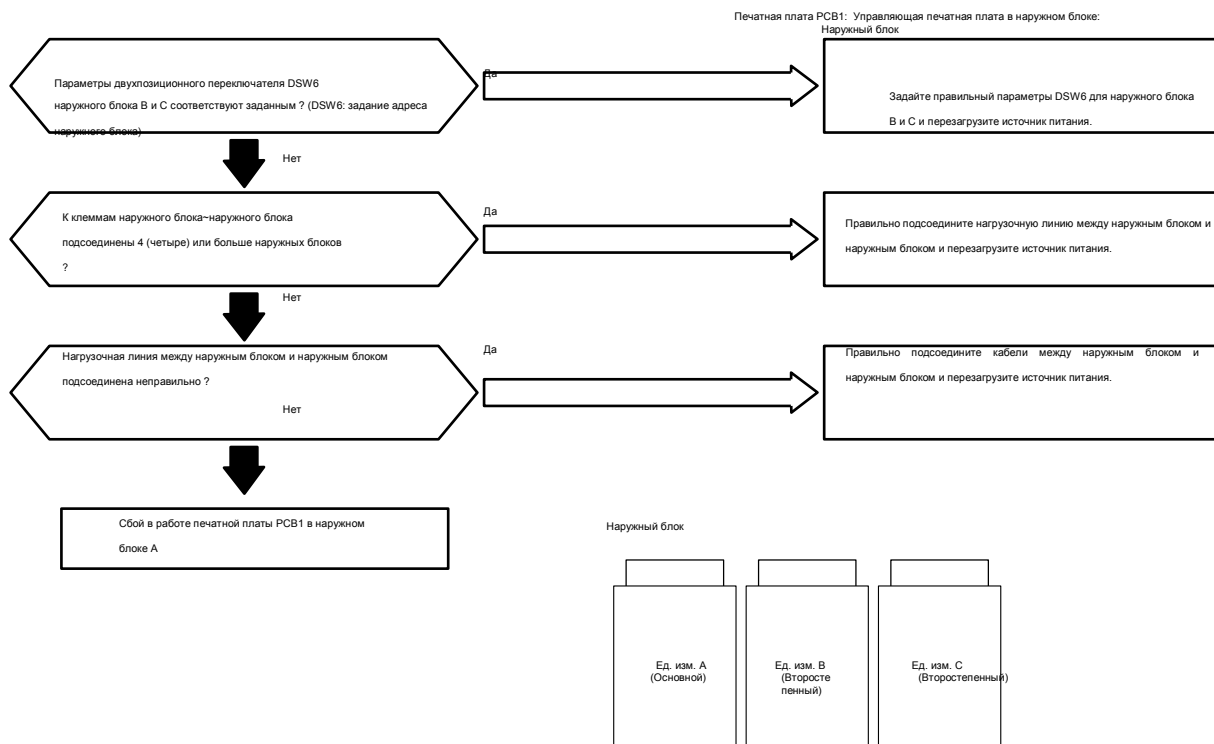 Печатная плата PCB1: Управляющая печатная плата в наружном блоке:
Наружный блок
Параметры двухпозиционного переключателя DSW6
наружного блока В и С соответствуют заданным ? (DSW6: задание адреса
наружного блока)
Да
Задайте правильный параметры DSW6 для наружного блока
В и С и перезагрузите источник питания.
Нет
К клеммам наружного блока~наружного блока
подсоединены 4 (четыре) или больше наружных блоков
?
Да
Правильно подсоедините нагрузочную линию между наружным блоком и
наружным блоком и перезагрузите источник питания.
Нет
Нагрузочная линия между наружным блоком и наружным блоком
подсоединена неправильно ?
Да
Правильно подсоедините кабели между наружным блоком и
наружным блоком и перезагрузите источник питания.
Нет
Сбой в работе печатной платы PCB1 в наружном
блоке А
Наружный блок
Ед. изм. А
(Основной)
Ед. изм. В
(Второсте
пенный)
Ед. изм. С
(Второстепенный)